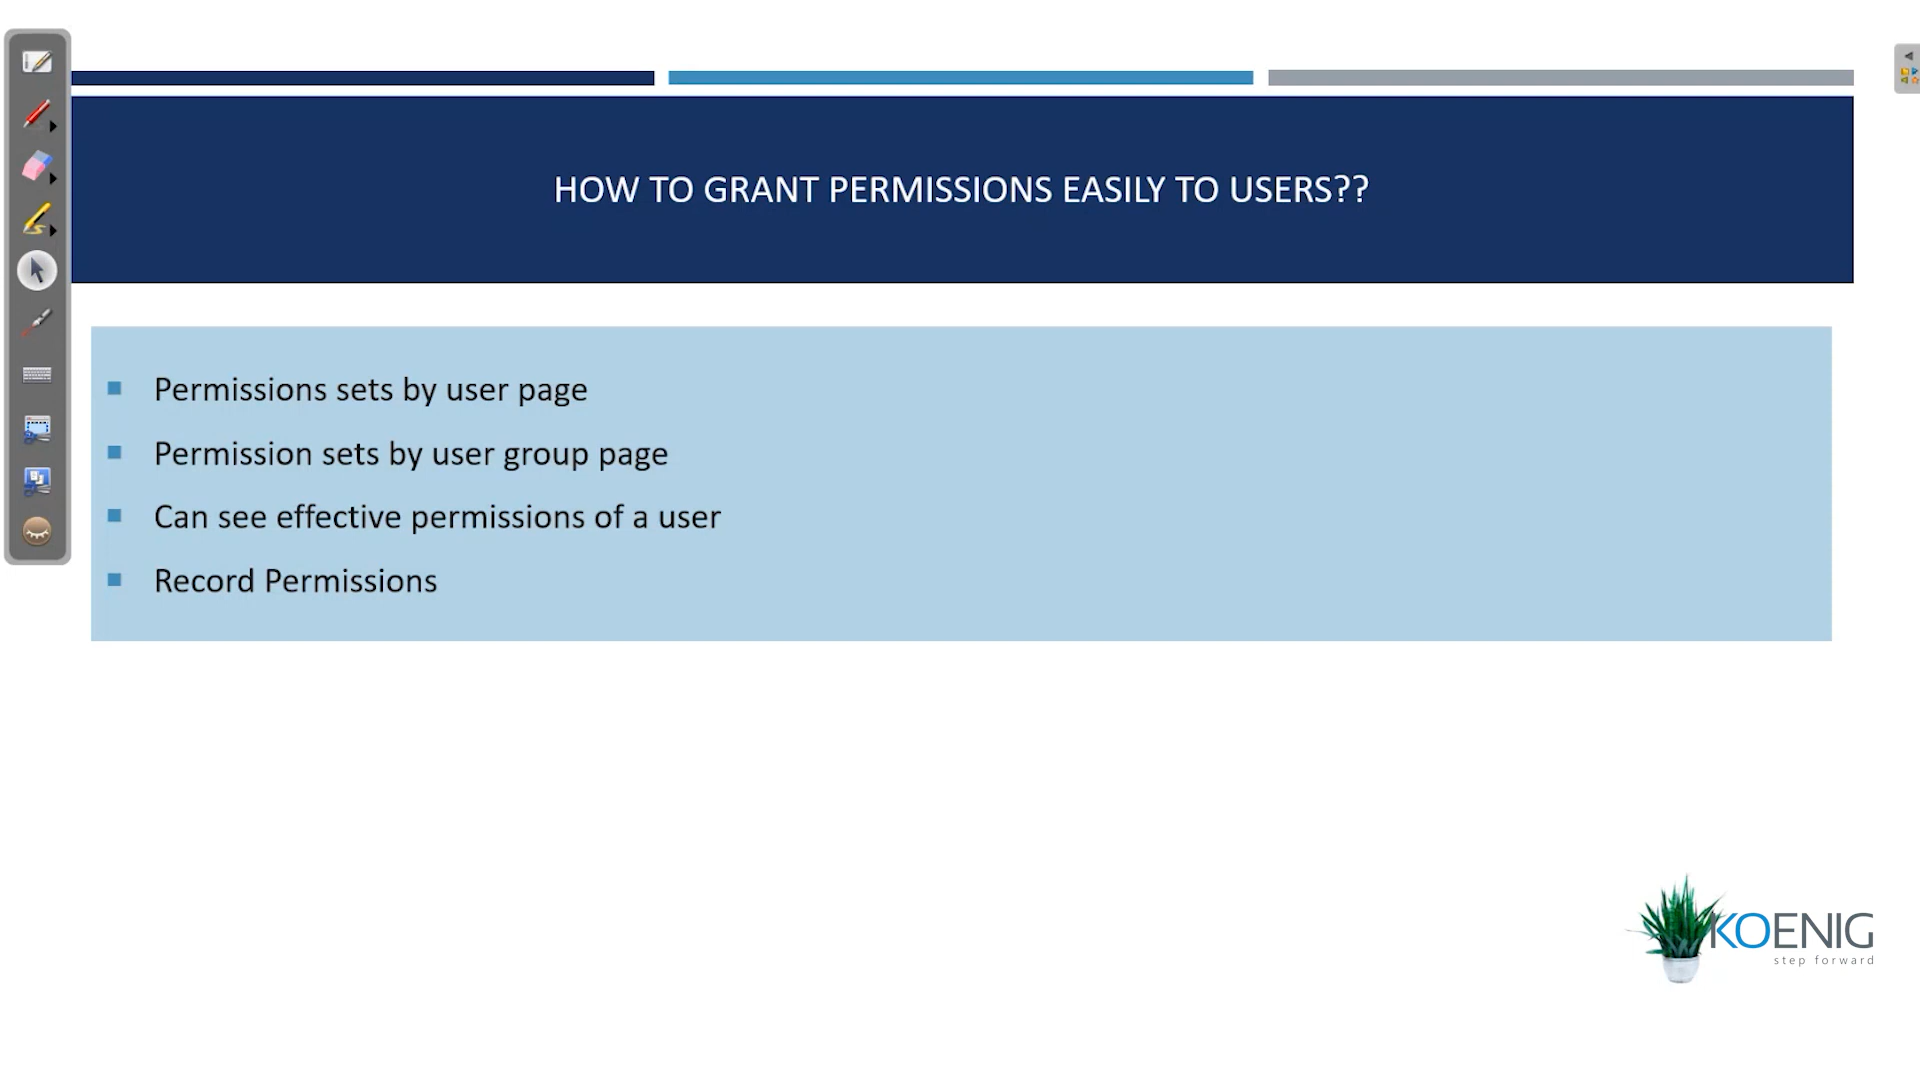 HOW TO GRANT PERMISSIONS EASILY TO USERS??
Permissions sets by user page
Permission sets by user group page
Can see effective permissions of a user
Record Permissions
KOENIG
step forward